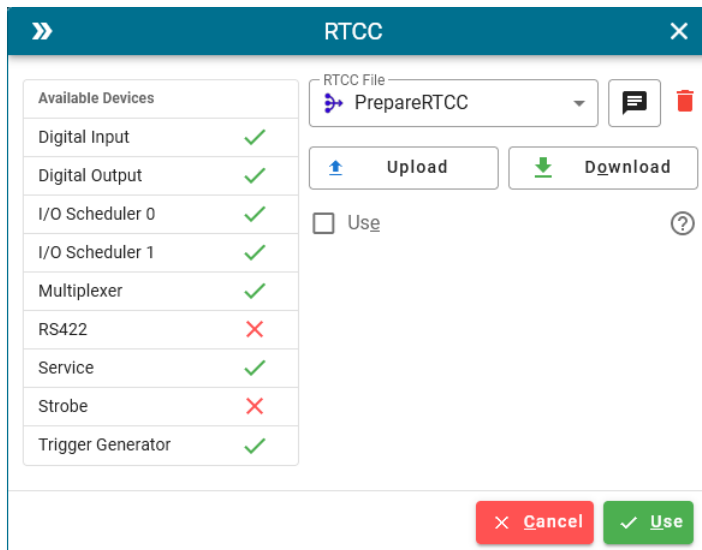 RTCC
Available Devices
Digital Input
Digital Output
I/O Scheduler 0
I/O Scheduler 1
Multiplexer
RS422
Service
Strobe
Trigger Generator
RTCC File
PrepareRTCC
Upload
Download
Use
Cancel
Use